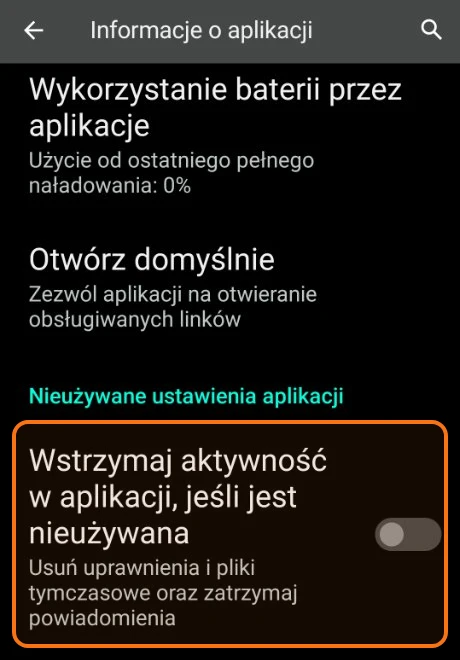 Informacje o aplikacji
Wykorzystanie baterii przez
aplikacje
Użycie od ostatniego pełnego
naładowania: 0%
Otwórz domyślnie
Zezwól aplikacji na otwieranie
obsługiwanych linków
Nieużywane ustawienia aplikacji
Wstrzymaj aktywność
w aplikacji, jeśli jest
nieużywana
Usuń uprawnienia i pliki
tymczasowe oraz zatrzymaj
powiadomienia